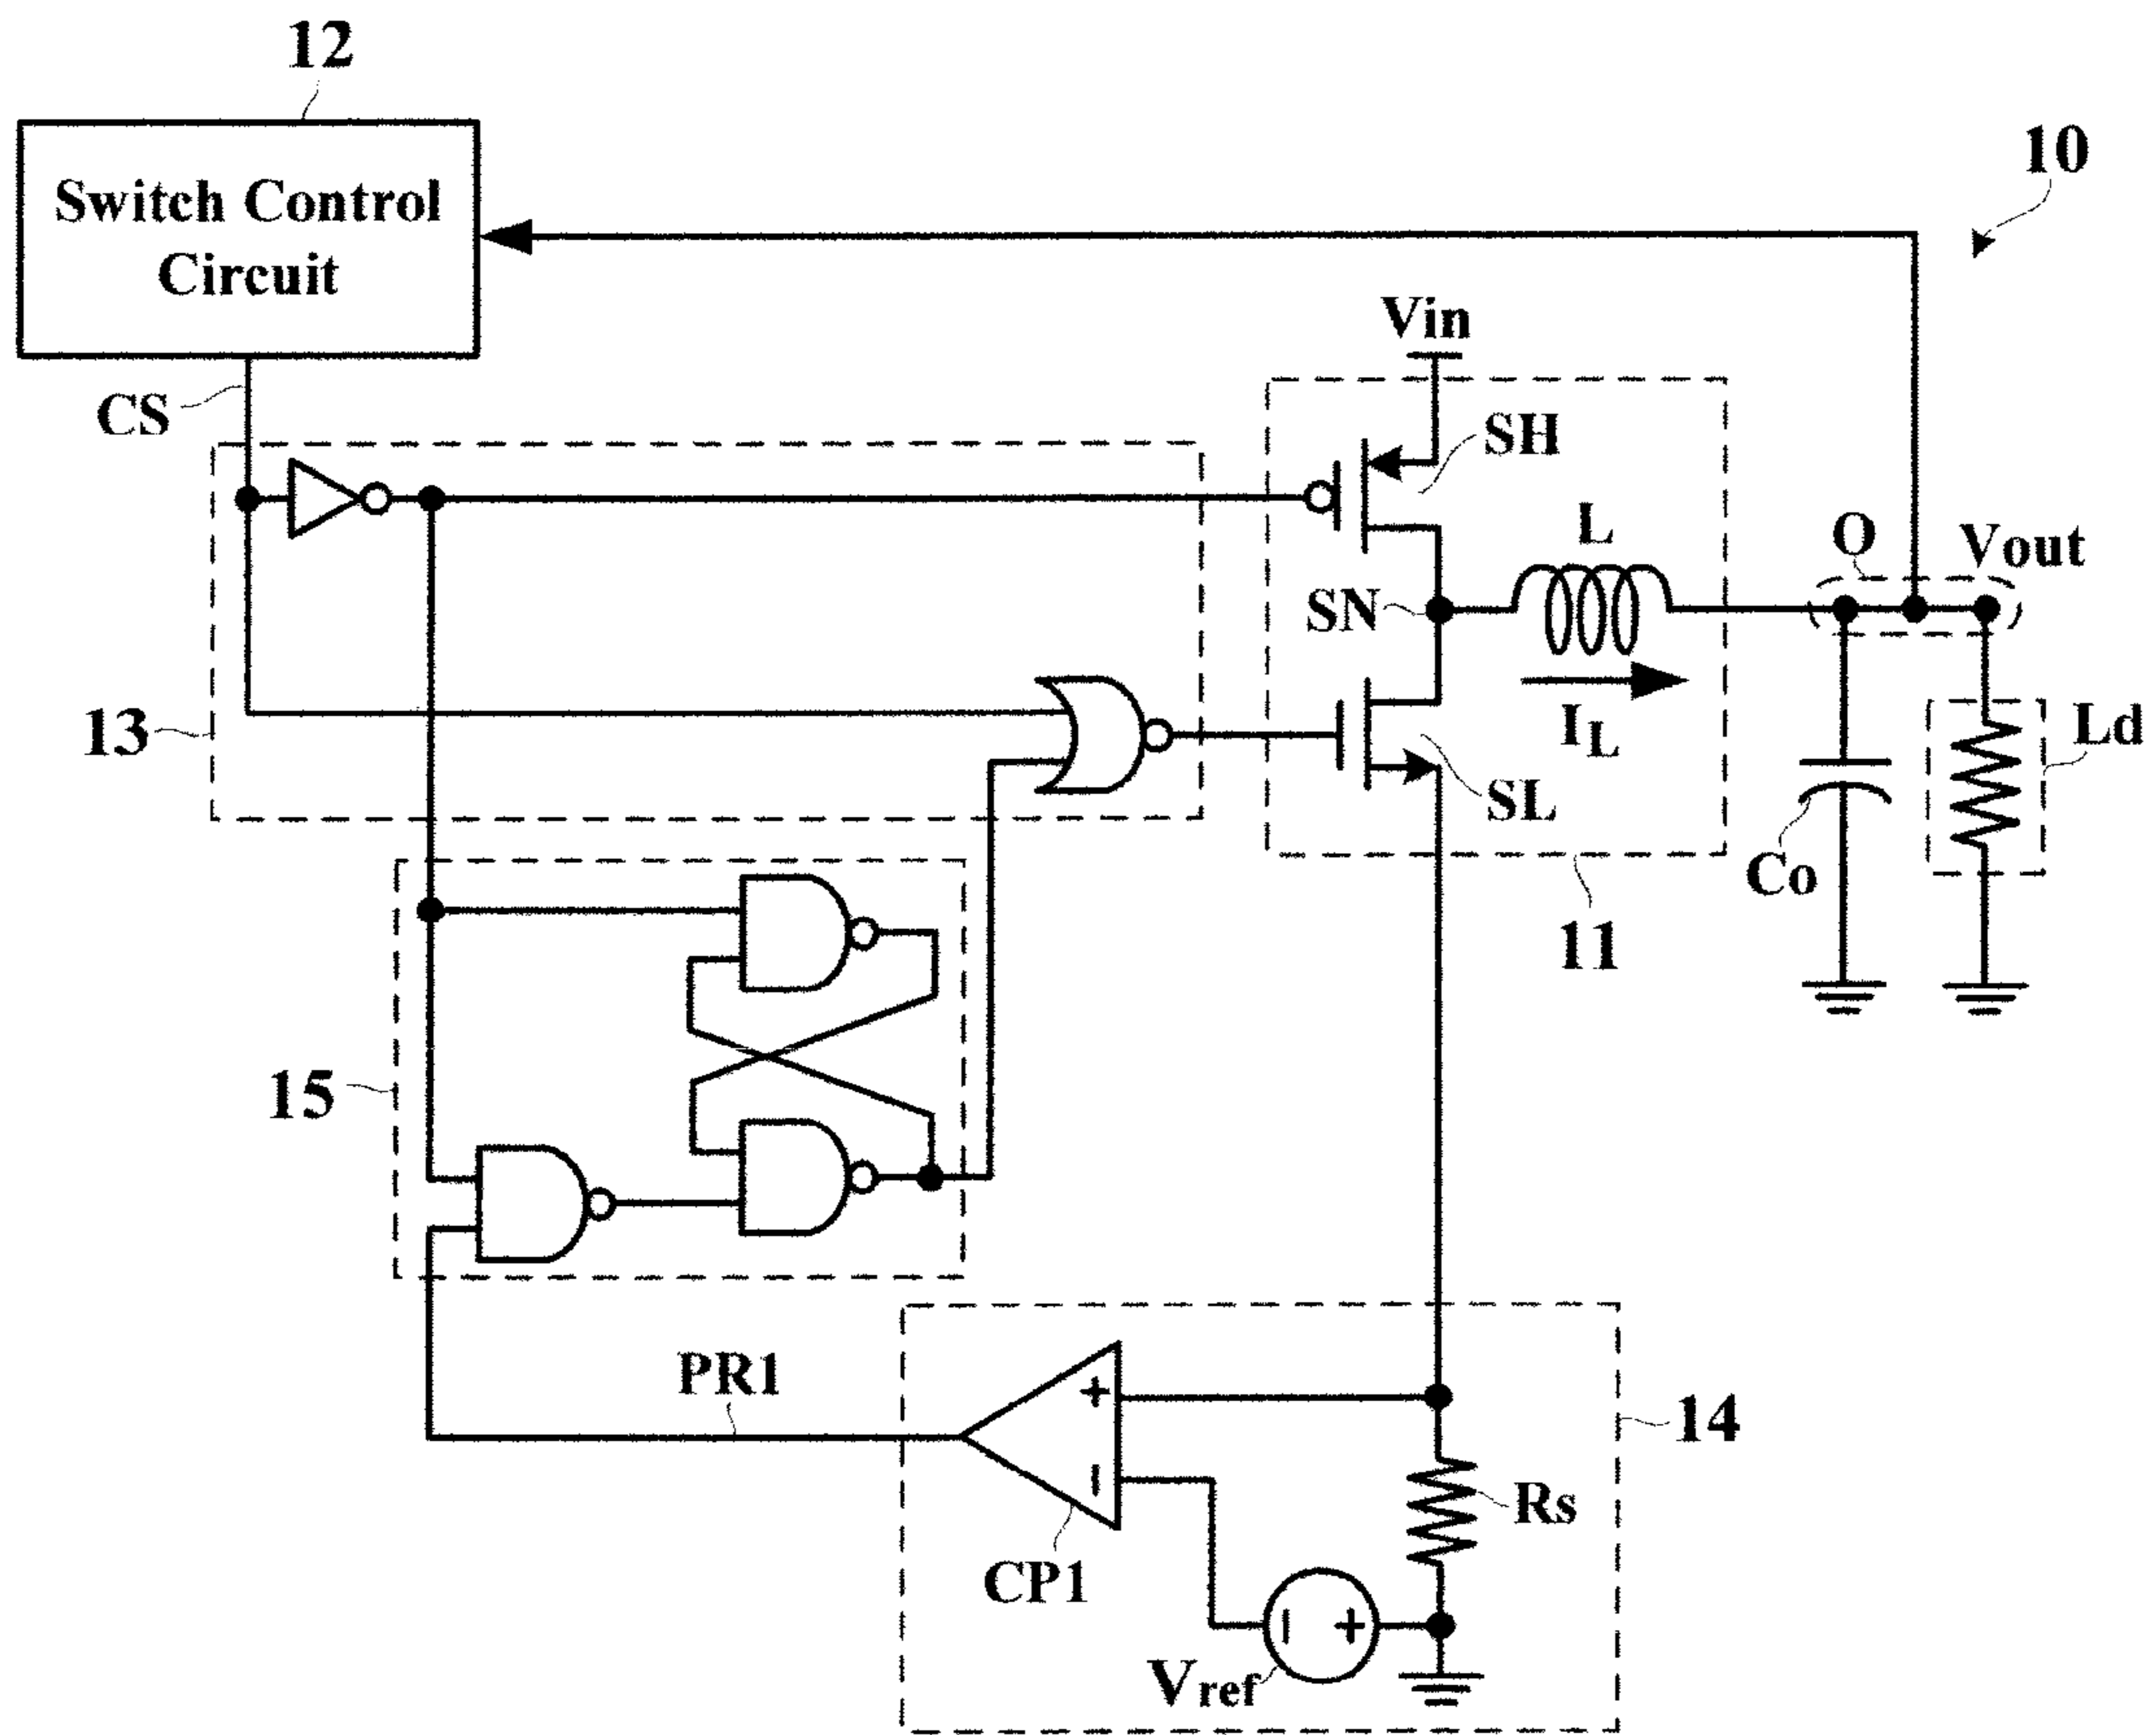 12
Switch Control
Circuit
10
Vin
CS
SH
L
O
Vout
SN
13
I_L
Ld
SL
Co
11
15
PR1
14
+
−
Rs
CP1
− +
Vref